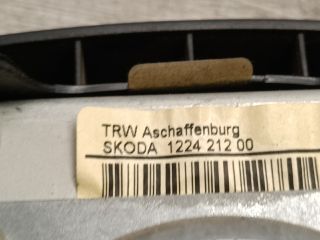 TRW Aschaffenburg
SKODA 1224 212 00